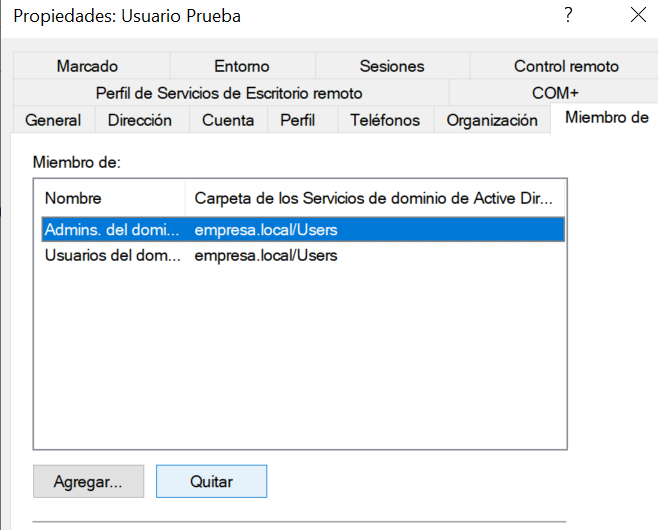 Propiedades: Usuario Prueba ?
Marcado Entorno Sesiones Control remoto
Perfil de Servicios de Escritorio remoto COM+
General Dirección Cuenta Perfil Teléfonos Organización Miembro de
Miembro de:
Nombre Carpeta de los Servicios de dominio de Active Dir...
Admins. del domi... empresa.local/Users
Usuarios del dom... empresa.local/Users
Agregar... Quitar